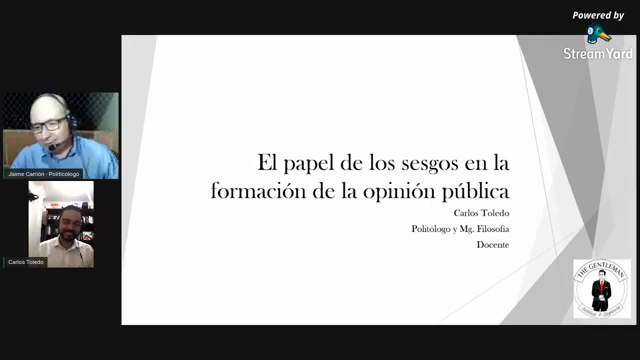 Powered by
StreamYard
El papel de los sesgos en la
formación de la opinión pública
Carlos Toledo
Politólogo y Mg. Filosofía
Docente
Jaime Carrión - Politicólogo
Carlos Toledo
THE GENTLEMAN